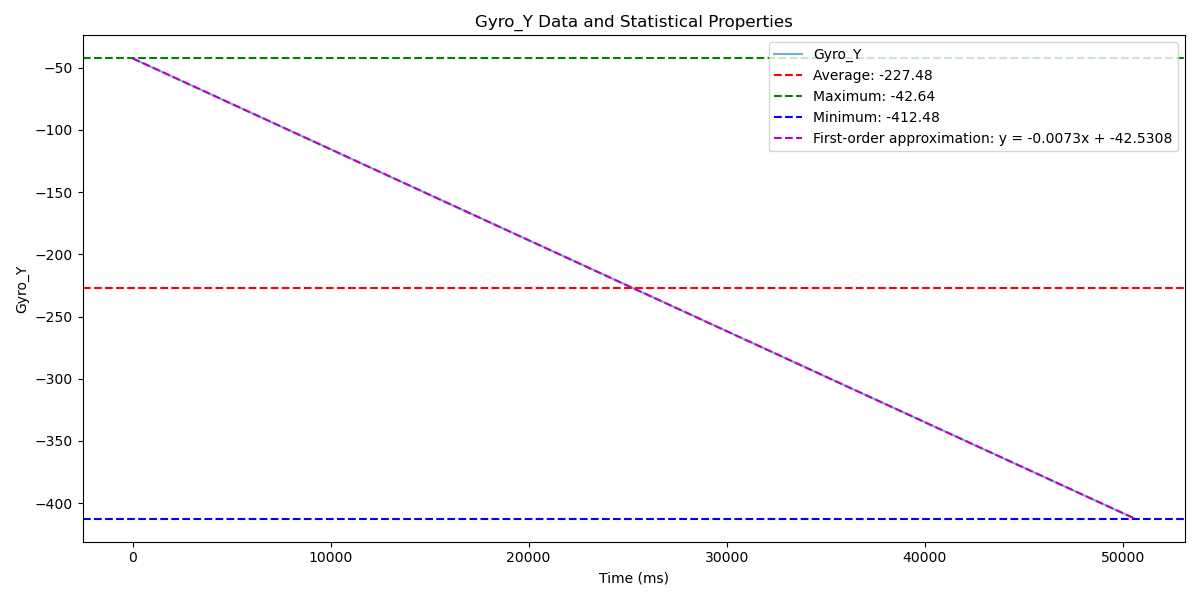 Gyro_Y Data and Statistical Properties
Gyro_Y
Average: -227.48
Maximum: -42.64
Minimum: -412.48
First-order approximation: y = -0.0073x + -42.5308
−50
−100
−150
−200
−250
−300
−350
−400
Gyro_Y
0 10000 20000 30000 40000 50000
Time (ms)